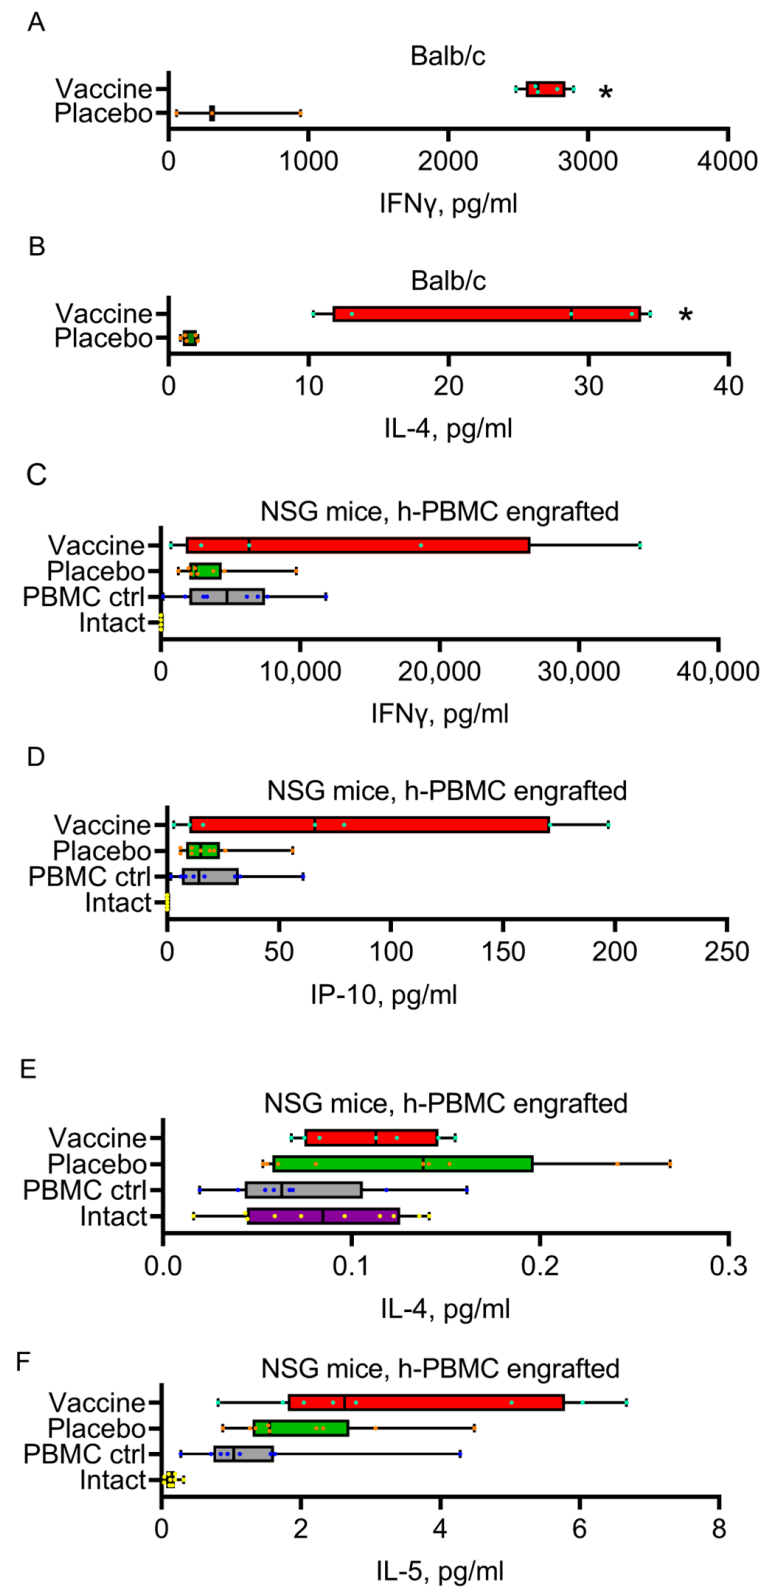 A
Balb/c
Vaccine
*
Placebo
0 1000 2000 3000 4000
IFNγ, pg/ml
B
Balb/c
Vaccine
*
Placebo
0 10 20 30 40
IL-4, pg/ml
C
NSG mice, h-PBMC engrafted
Vaccine
Placebo
PBMC ctrl
Intact
0 10,000 20,000 30,000 40,000
IFNγ, pg/ml
D
NSG mice, h-PBMC engrafted
Vaccine
Placebo
PBMC ctrl
Intact
0 50 100 150 200 250
IP-10, pg/ml
E
NSG mice, h-PBMC engrafted
Vaccine
Placebo
PBMC ctrl
Intact
0.0 0.1 0.2 0.3
IL-4, pg/ml
F
NSG mice, h-PBMC engrafted
Vaccine
Placebo
PBMC ctrl
Intact
0 2 4 6 8
IL-5, pg/ml